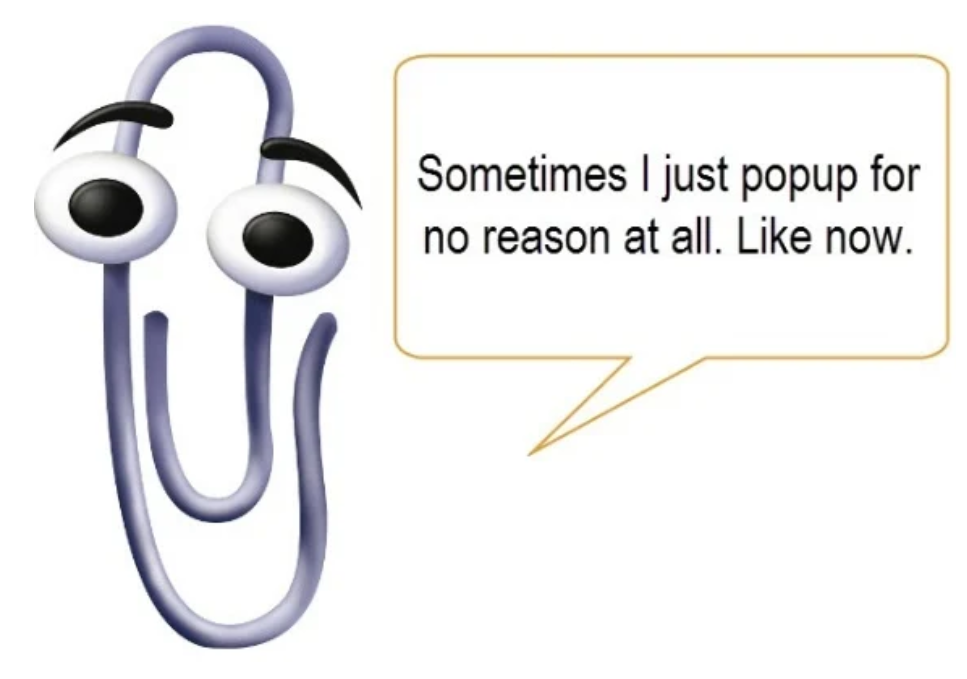 Sometimes I just popup for
no reason at all. Like now.